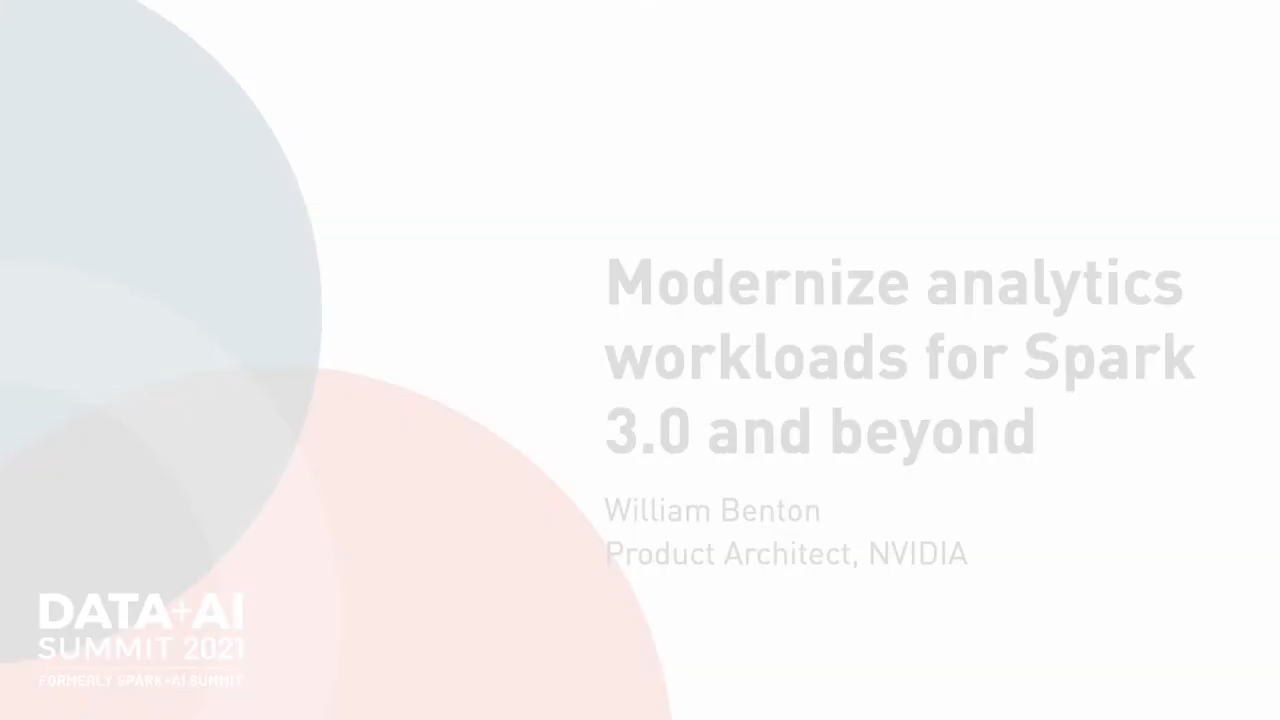 Modernize analytics
workloads for Spark
3.0 and beyond
William Benton
Product Architect, NVIDIA
DATA+AI
SUMMIT 2021
FORMERLY SPARK+AI SUMMIT